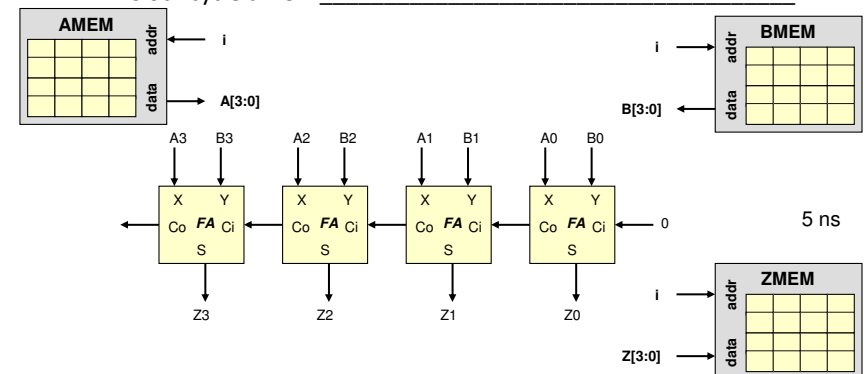 AMEM
addr
i
data
A[3:0]
BMEM
i
addr
B[3:0]
data
A3 B3 A2 B2 A1 B1 A0 B0
X Y X Y X Y X Y
Co FA Ci Co FA Ci Co FA Ci Co FA Ci 0
S S S S
5 ns
Z3 Z2 Z1 Z0
ZMEM
i
addr
Z[3:0]
data